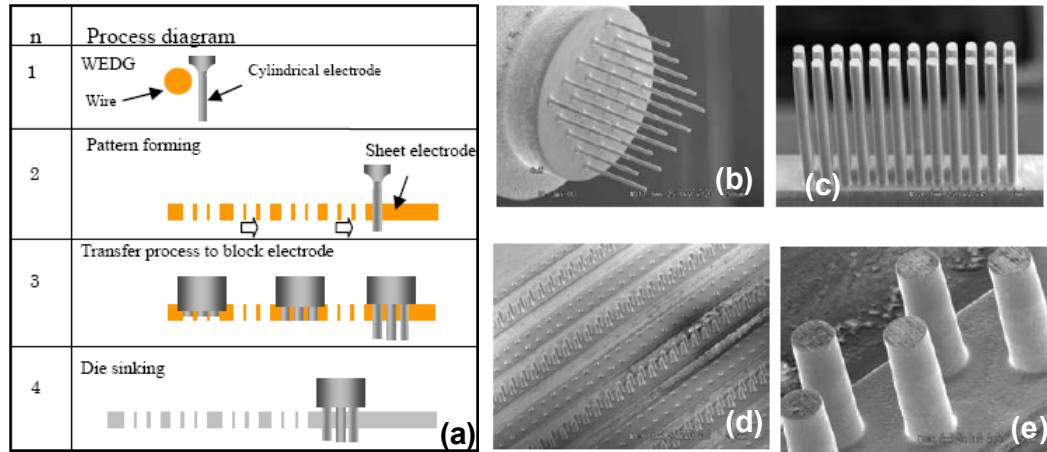 n Process diagram
1
WEDG
Wire
Cylindrical electrode
2
Pattern forming
Sheet electrode
3
Transfer process to block electrode
4
Die sinking
(a)
(b)
(c)
(d)
(e)